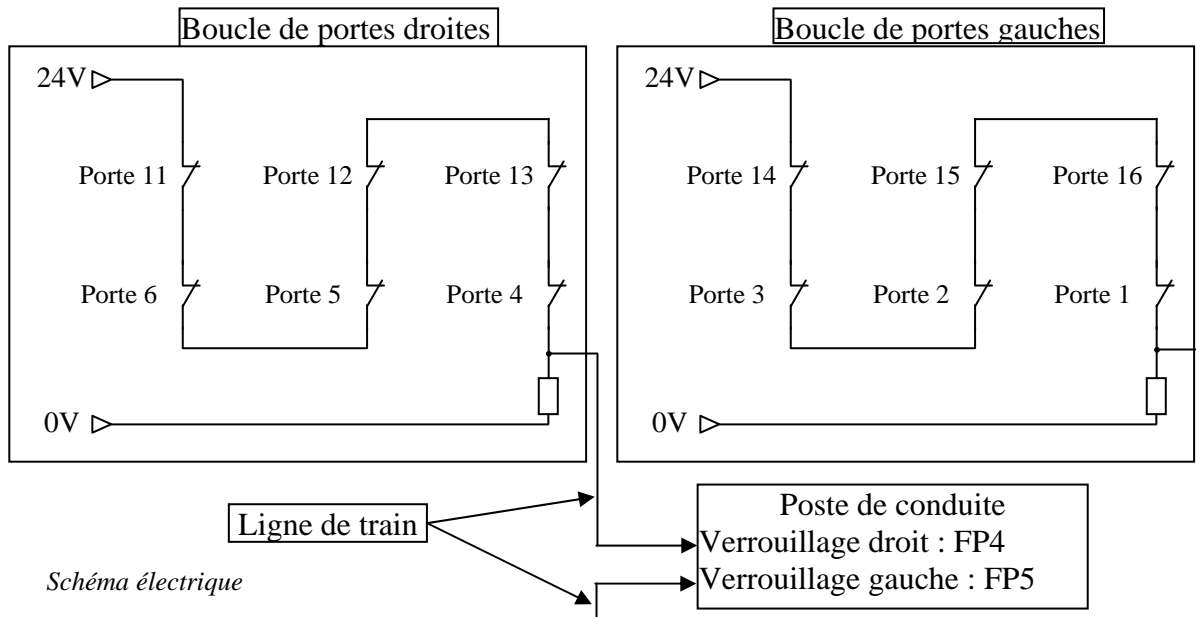 Boucle de portes droites
24V
Porte 11 Porte 12 Porte 13
Porte 6 Porte 5 Porte 4
0V
Boucle de portes gauches
24V
Porte 14 Porte 15 Porte 16
Porte 3 Porte 2 Porte 1
0V
Ligne de train
Poste de conduite
Verrouillage droit : FP4
Verrouillage gauche : FP5
Schéma électrique